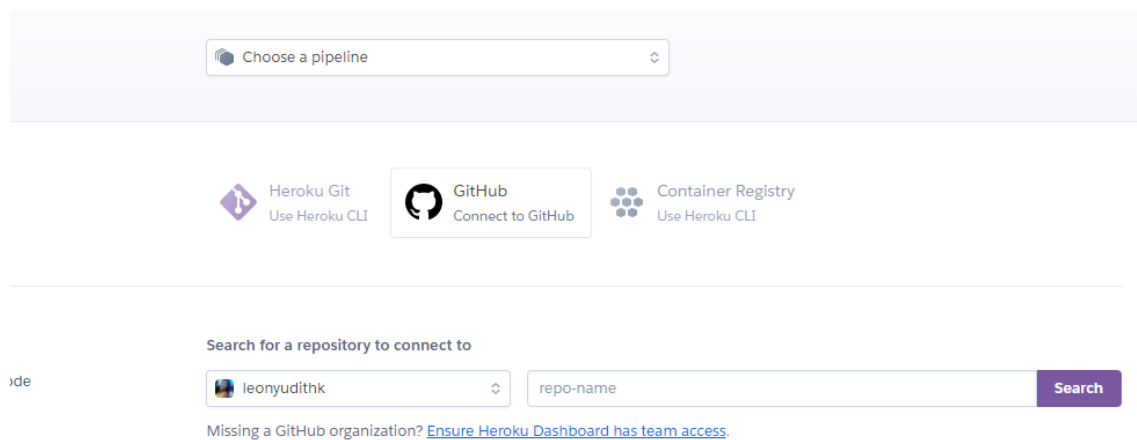 Choose a pipeline
Heroku Git
Use Heroku CLI
GitHub
Connect to GitHub
Container Registry
Use Heroku CLI
Search for a repository to connect to
ode
leonyudithk
repo-name
Search
Missing a GitHub organization? Ensure Heroku Dashboard has team access.